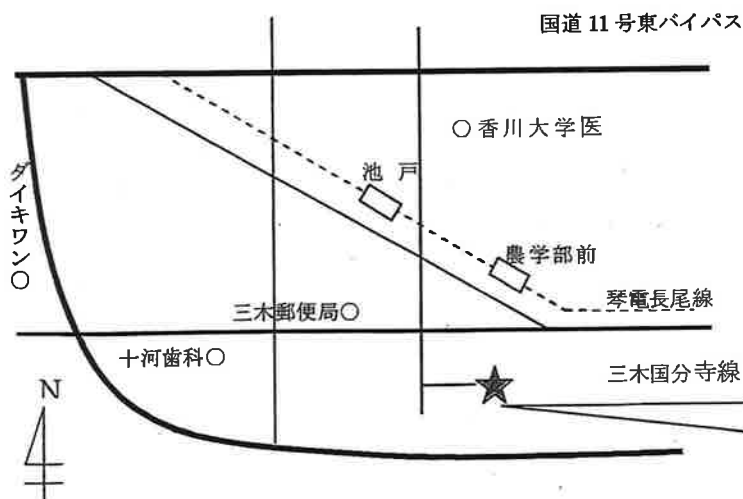 国道11号東バイパス
○香川大学医
ダイキワン○
池戸
農学部前
琴電長尾線
三木郵便局○
十河歯科○
三木国分寺線
N